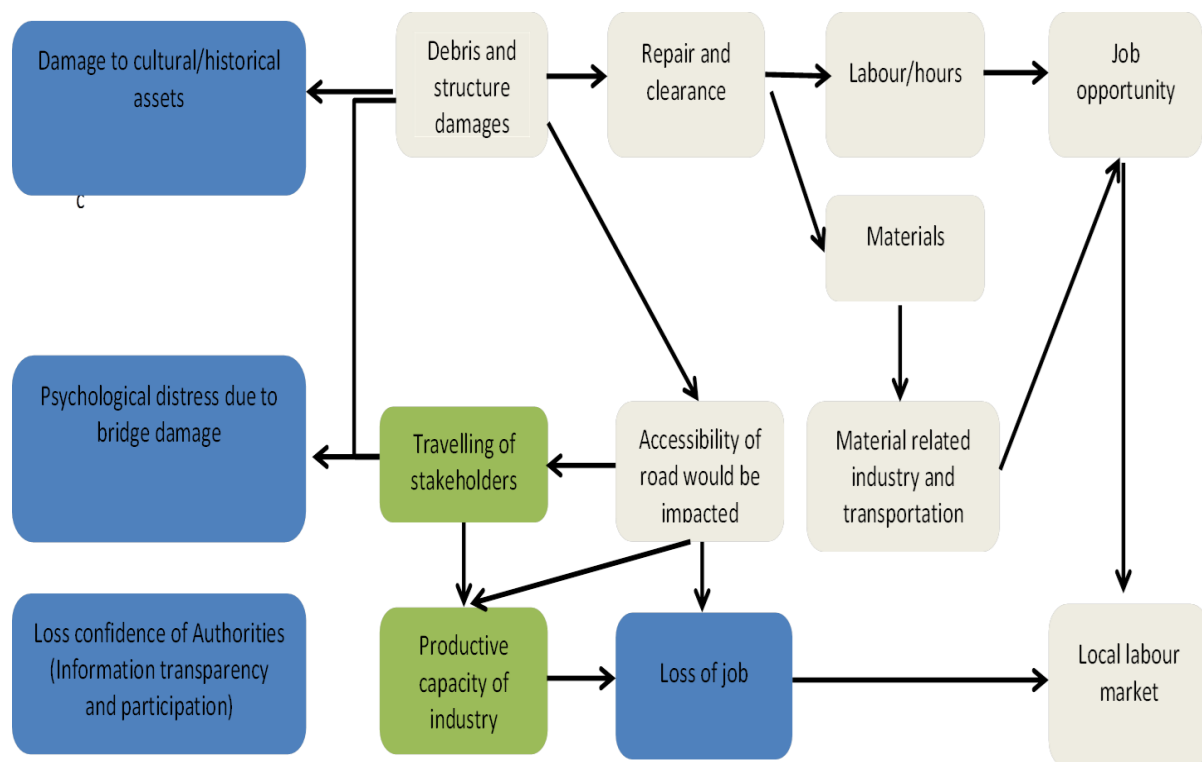 Damage to cultural/historical
assets
c
Debris and
structure
damages
Repair and
clearance
Labour/hours
Job
opportunity
Materials
Psychological distress due to
bridge damage
Travelling of
stakeholders
Accessibility of
road would be
impacted
Material related
industry and
transportation
Loss confidence of Authorities
(Information transparency
and participation)
Productive
capacity of
industry
Loss of job
Local labour
market